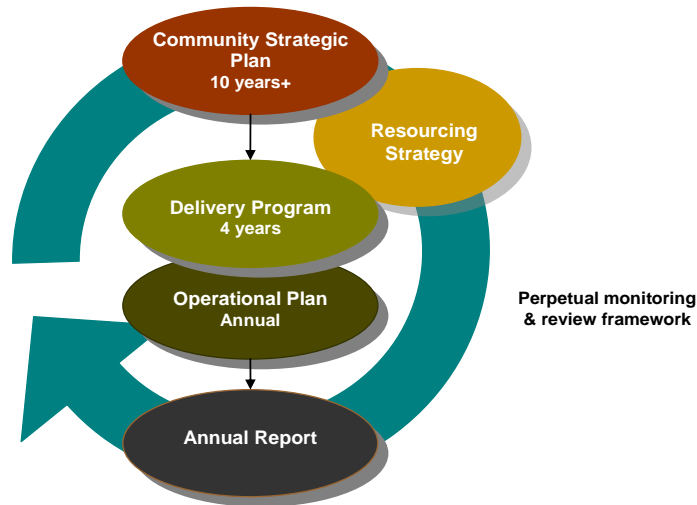 Community Strategic
Plan
10 years+
Resourcing
Strategy
Delivery Program
4 years
Operational Plan
Annual
Perpetual monitoring
& review framework
Annual Report